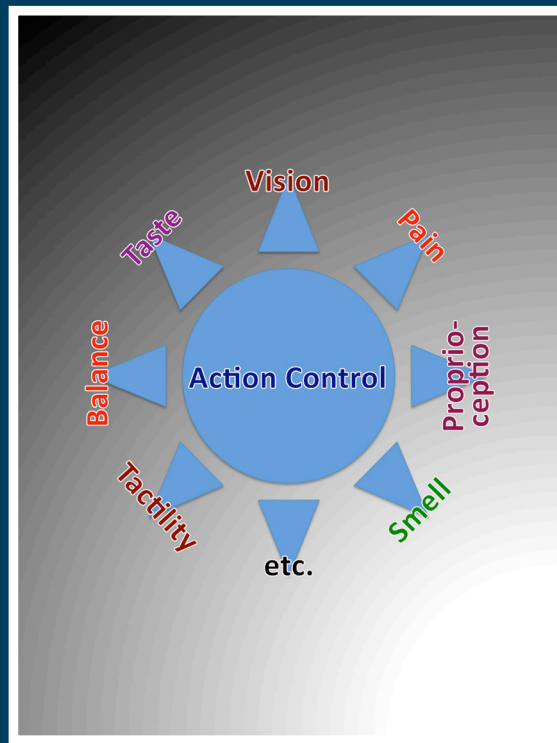 Vision
Pain
Proprio-
ception
Smell
etc.
Tactility
Balance
Taste
Action Control